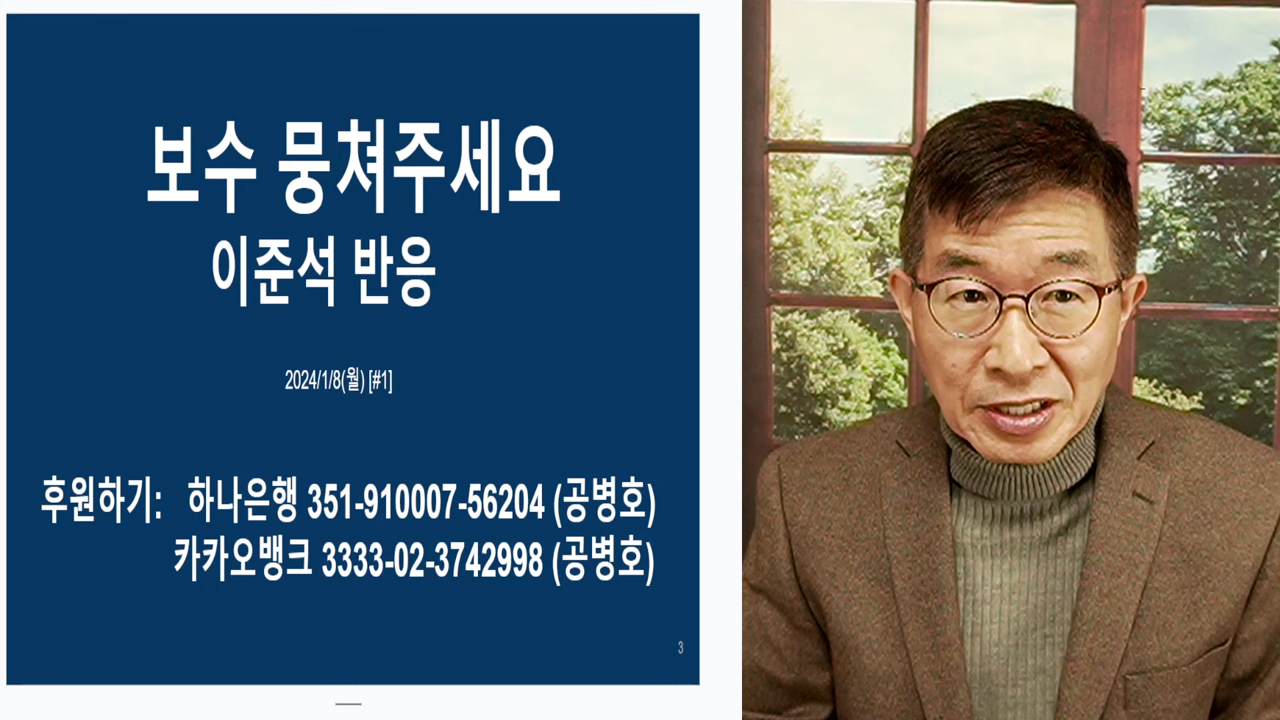 보수 뭉쳐주세요
이준석 반응
2024/1/8(월) [#1]
후원하기: 하나은행 351-910007-56204 (공병호)
카카오뱅크 3333-02-3742998 (공병호)
3